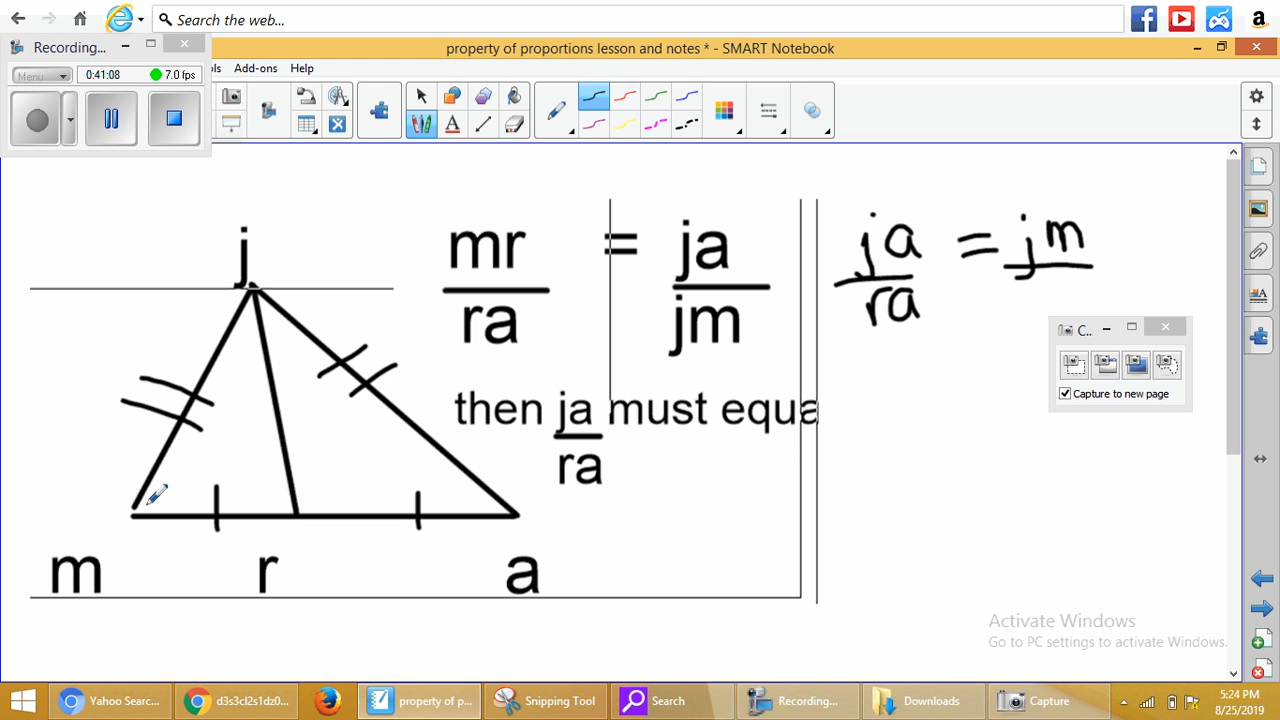 Search the web...
a
Recording...
property of proportions lesson and notes * - SMART Notebook
Menu
0:41:08
7.0 fps
ols Add-ons Help
A
j
mr = ja
ra jm
ja = jm
ra
C..
Capture to new page
then ja must equa
ra
m r a
Activate Windows
Go to PC settings to activate Windows.
Yahoo Searc... d3s3cl2s1dz0... property of p... Snipping Tool Search Recording... Downloads Capture
5:24 PM
8/25/2019